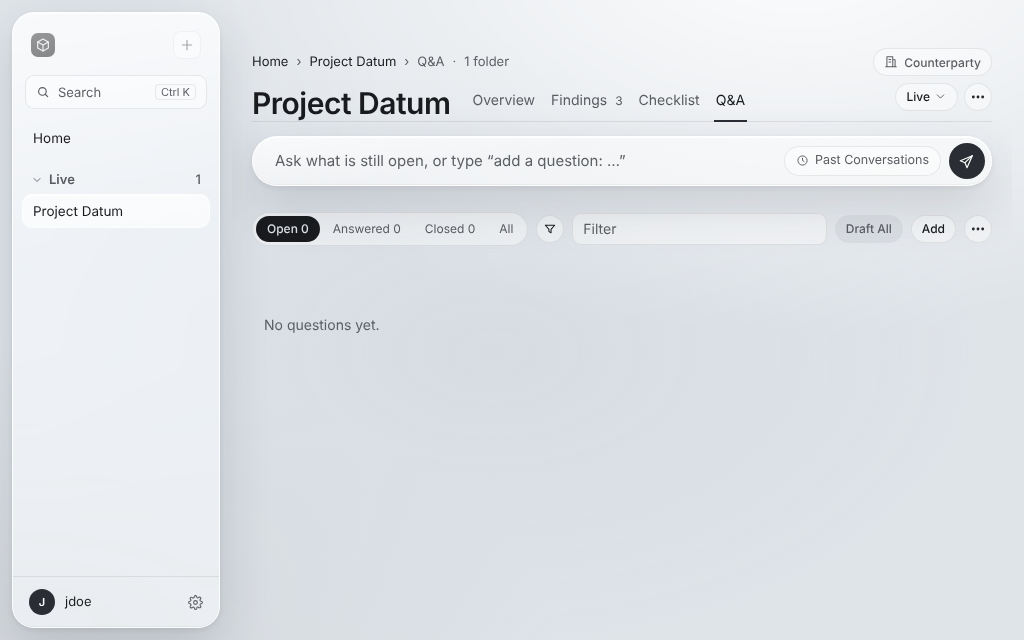 Search Ctrl K
Home
Live 1
Project Datum
J jdoe
Home › Project Datum › Q&A · 1 folder
Counterparty
Project Datum Overview Findings 3 Checklist Q&A
Live
Ask what is still open, or type “add a question: ...”
Past Conversations
Open 0 Answered 0 Closed 0 All
Filter
Draft All Add
No questions yet.